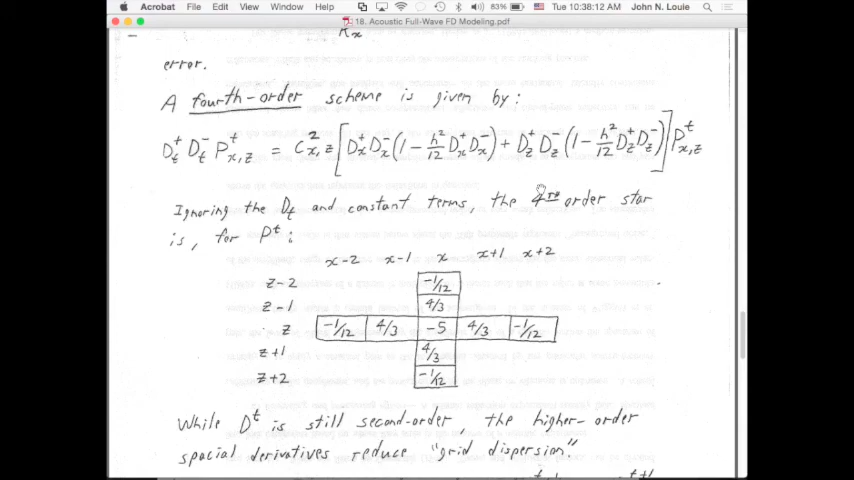 Acrobat File Edit View Window Help 83% Tue 10:38:12 AM John N. Louie
18. Acoustic Full-Wave FD Modeling.pdf
Kx
error.
A fourth-order scheme is given by:
D_t^+ D_t^- P_{x,z}^t = C_{x,z}^2 [D_x^+ D_x^- (1 - h^2/12 D_x^+ D_x^-) + D_z^+ D_z^- (1 - h^2/12 D_z^+ D_z^-)] P_{x,z}^t
Ignoring the D_t and constant terms, the 4th order star
is, for P^t:
x-2 x-1 x x+1 x+2
z-2 -1/12
z-1 4/3
z -1/12 4/3 -5 4/3 -1/12
z+1 4/3
z+2 -1/12
While D^t is still second-order, the higher-order
spacial derivatives reduce "grid dispersion".